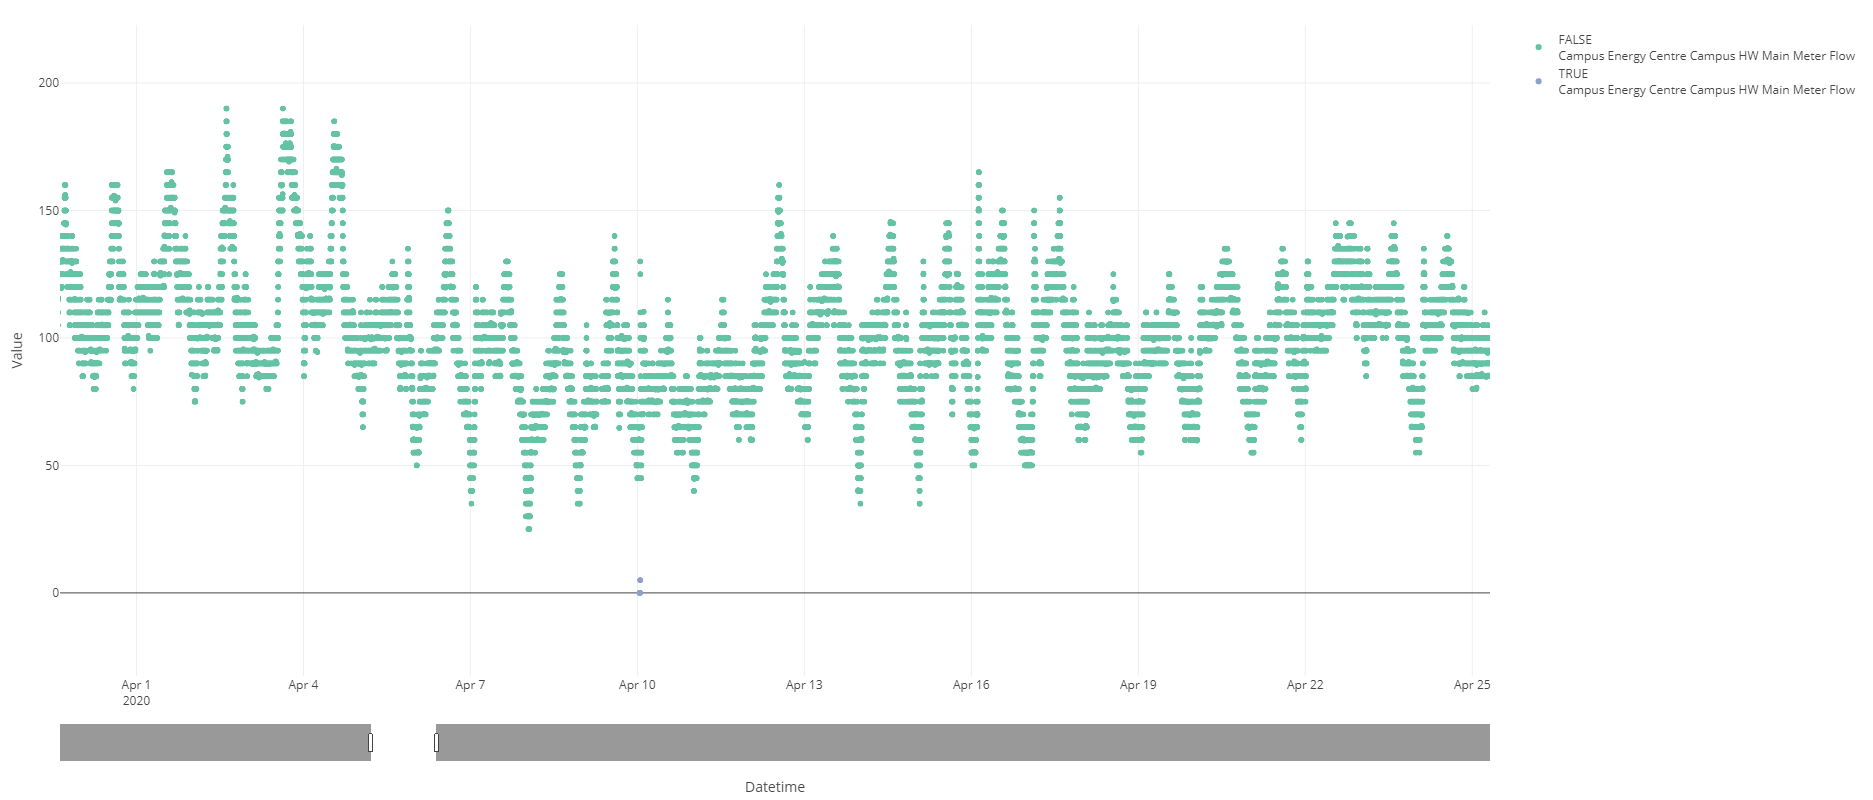 FALSE
Campus Energy Centre Campus HW Main Meter Flow
TRUE
Campus Energy Centre Campus HW Main Meter Flow
200
150
100
50
0
Value
Apr 1
2020
Apr 4
Apr 7
Apr 10
Apr 13
Apr 16
Apr 19
Apr 22
Apr 25
Datetime